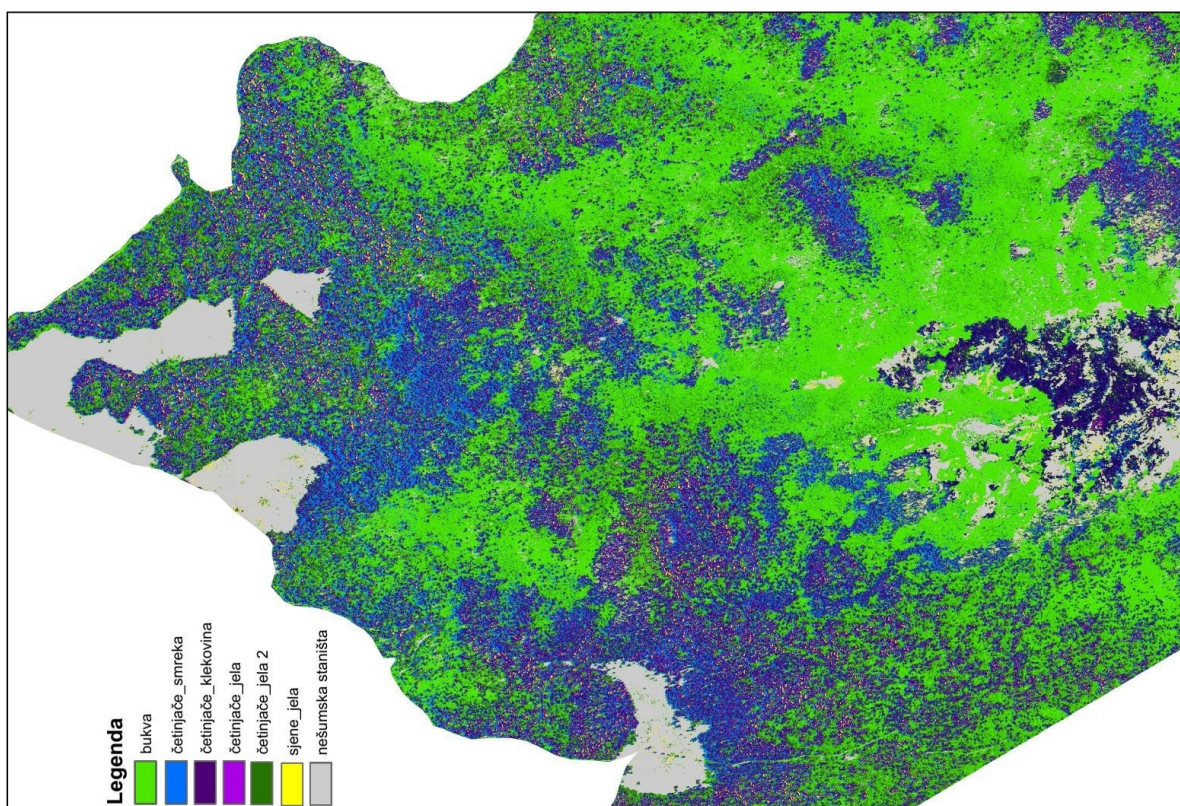 Legenda
bukva
četinjače_smreka
četinjače_klekovina
četinjače_jela
četinjače_jela 2
sjene_jela
nešumska staništa